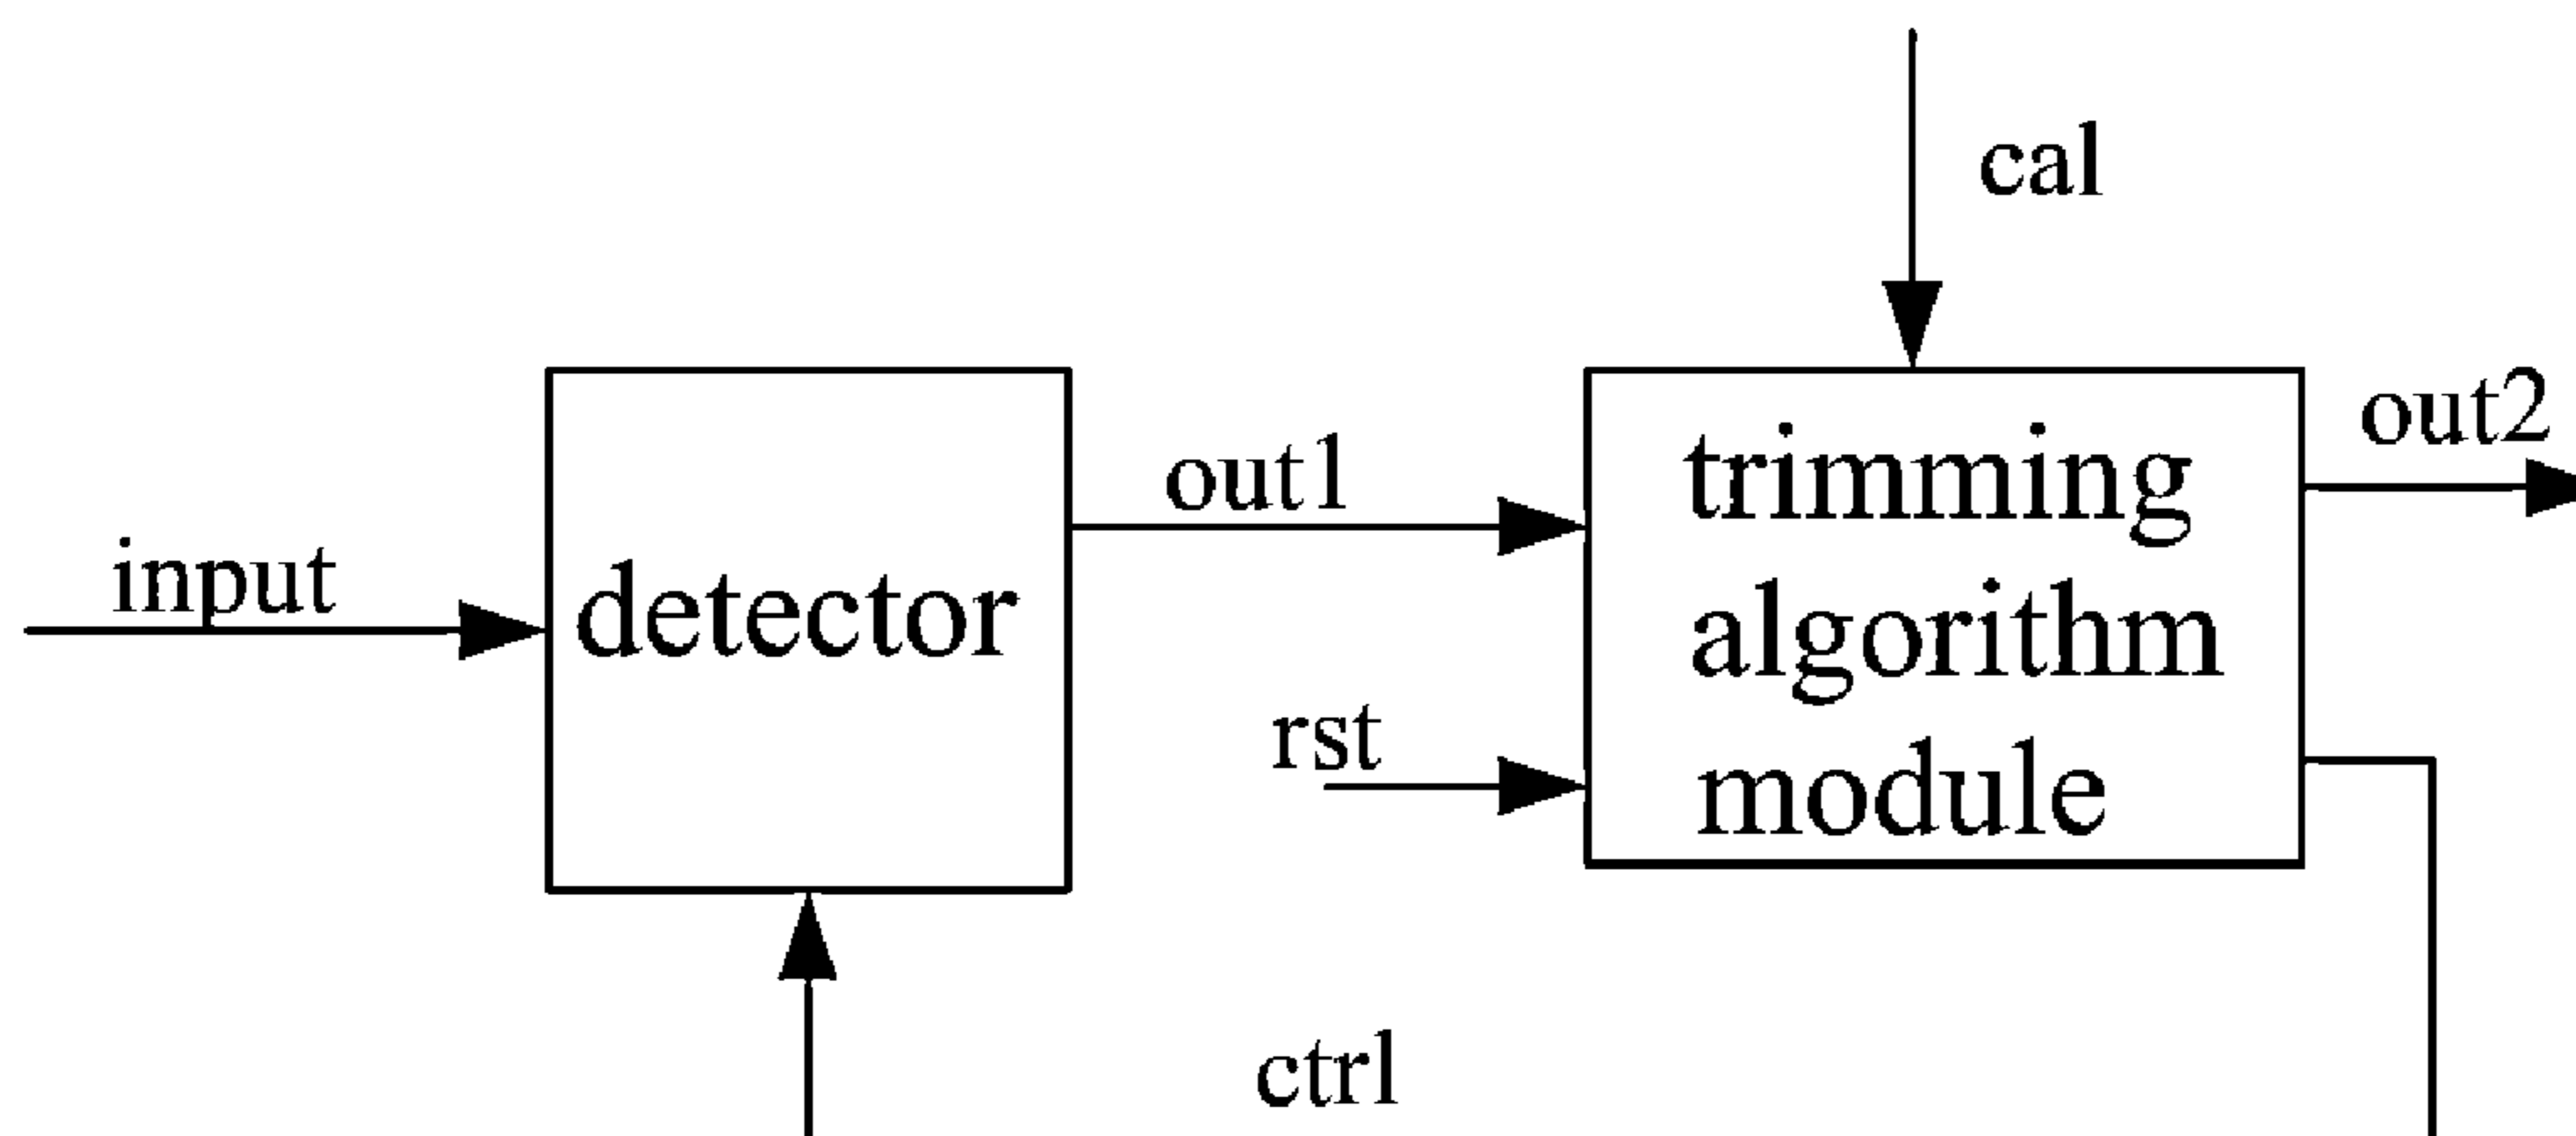 cal
out2
out1
input
detector
trimming
algorithm
module
rst
ctrl